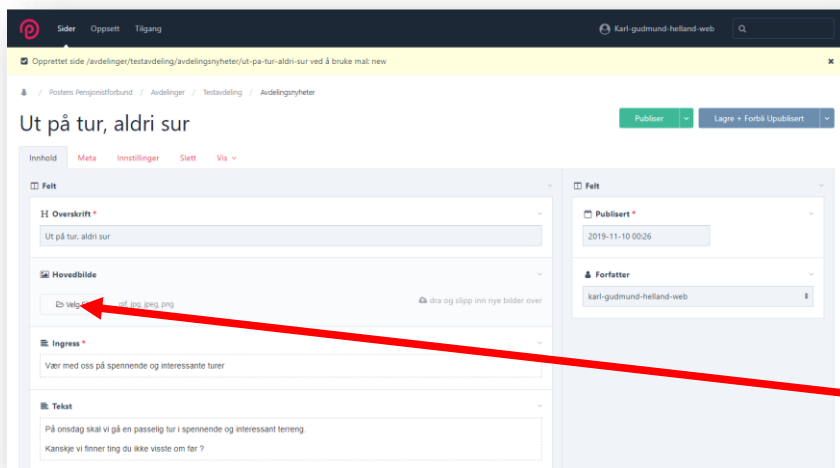 Sider Oppsett Tilgang Karl-gudmund-helland-web
Opprettet side /avdelinger/testavdeling/avdelingsnyheter/ut-pa-tur-aldri-sur ved å bruke mal: new
/ Postens Pensjonistforbund / Avdelinger / Testavdeling / Avdelingsnyheter
Ut på tur, aldri sur
Publiser Lagre + Forbli Upublisert
Innhold Meta Innstillinger Slett Vis
Felt
H Overskrift *
Ut på tur, aldri sur
Hovedbilde
Velg gif, jpg, jpeg, png dra og slipp inn nye bilder over
Ingress *
Vær med oss på spennende og interessante turer
Tekst
På onsdag skal vi gå en passelig tur i spennende og interessant terreng.
Kanskje vi finner ting du ikke visste om før ?
Felt
Publisert *
2019-11-10 00:26
Forfatter
karl-gudmund-helland-web